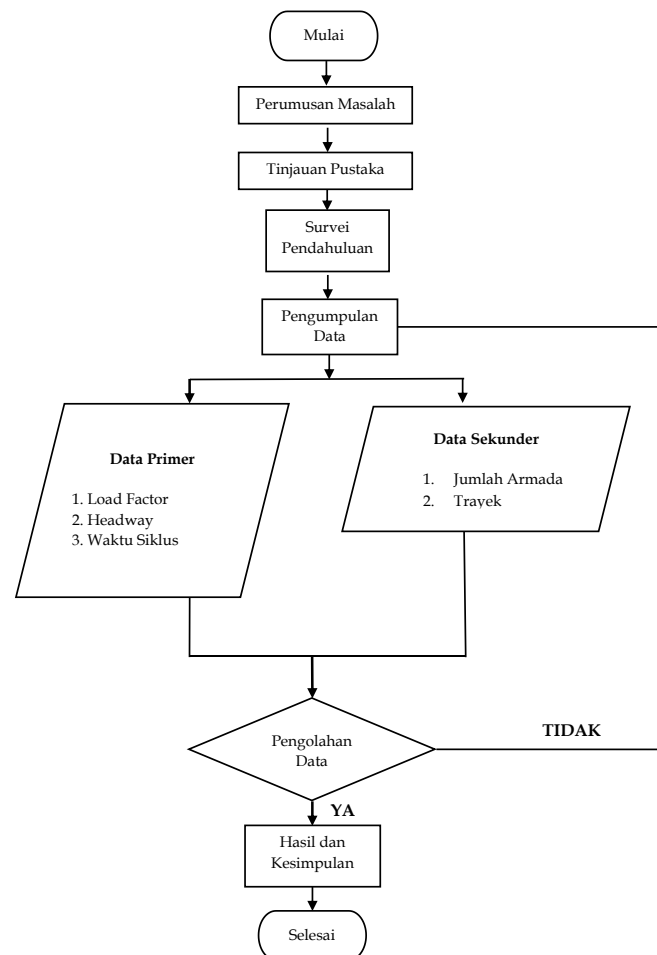 Mulai
Perumusan Masalah
Tinjauan Pustaka
Survei
Pendahuluan
Pengumpulan
Data
Data Primer
1. Load Factor
2. Headway
3. Waktu Siklus
Data Sekunder
1. Jumlah Armada
2. Trayek
Pengolahan
Data
TIDAK
YA
Hasil dan
Kesimpulan
Selesai